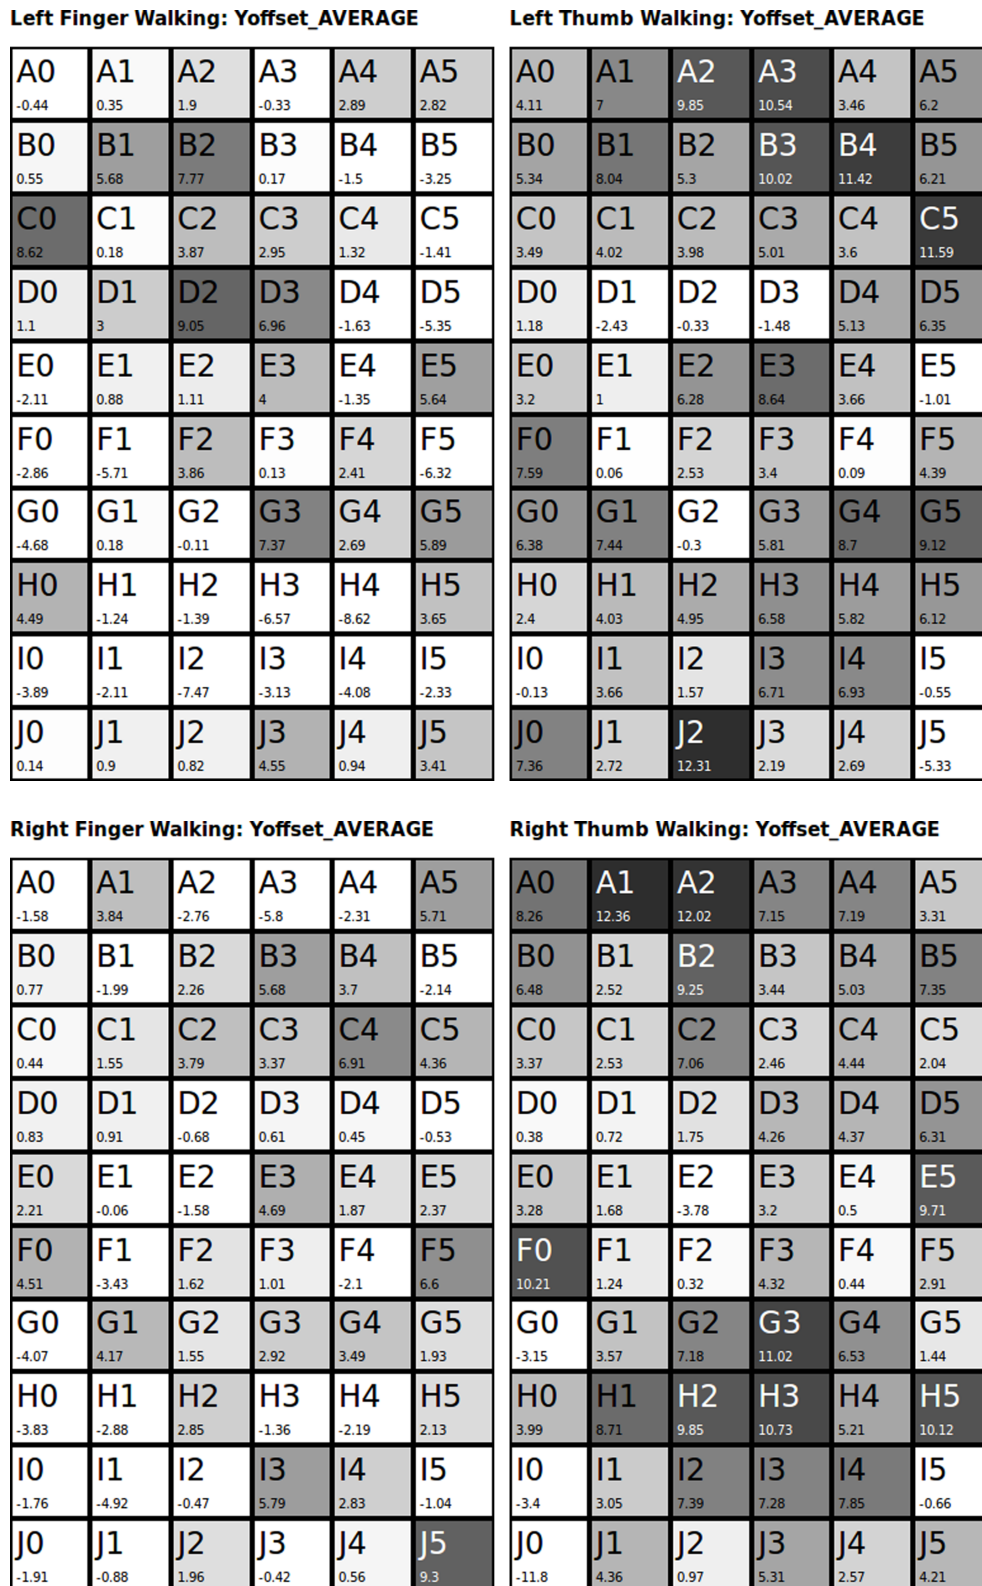 Left Finger Walking: Yoffset_AVERAGE
A0 A1 A2 A3 A4 A5
-0.44 0.35 1.9 -0.33 2.89 2.82
B0 B1 B2 B3 B4 B5
0.55 5.68 7.77 0.17 -1.5 -3.25
C0 C1 C2 C3 C4 C5
8.62 0.18 3.87 2.95 1.32 -1.41
D0 D1 D2 D3 D4 D5
1.1 3 9.05 6.96 -1.63 -5.35
E0 E1 E2 E3 E4 E5
-2.11 0.88 1.11 4 -1.35 5.64
F0 F1 F2 F3 F4 F5
-2.86 -5.71 3.86 0.13 2.41 -6.32
G0 G1 G2 G3 G4 G5
-4.68 0.18 -0.11 7.37 2.69 5.89
H0 H1 H2 H3 H4 H5
4.49 -1.24 -1.39 -6.57 -8.62 3.65
I0 I1 I2 I3 I4 I5
-3.89 -2.11 -7.47 -3.13 -4.08 -2.33
J0 J1 J2 J3 J4 J5
0.14 0.9 0.82 4.55 0.94 3.41
Left Thumb Walking: Yoffset_AVERAGE
A0 A1 A2 A3 A4 A5
4.11 7 9.85 10.54 3.46 6.2
B0 B1 B2 B3 B4 B5
5.34 8.04 5.3 10.02 11.42 6.21
C0 C1 C2 C3 C4 C5
3.49 4.02 3.98 5.01 3.6 11.59
D0 D1 D2 D3 D4 D5
1.18 -2.43 -0.33 -1.48 5.13 6.35
E0 E1 E2 E3 E4 E5
3.2 1 6.28 8.64 3.66 -1.01
F0 F1 F2 F3 F4 F5
7.59 0.06 2.53 3.4 0.09 4.39
G0 G1 G2 G3 G4 G5
6.38 7.44 -0.3 5.81 8.7 9.12
H0 H1 H2 H3 H4 H5
2.4 4.03 4.95 6.58 5.82 6.12
I0 I1 I2 I3 I4 I5
-0.13 3.66 1.57 6.71 6.93 -0.55
J0 J1 J2 J3 J4 J5
7.36 2.72 12.31 2.19 2.69 -5.33
Right Finger Walking: Yoffset_AVERAGE
A0 A1 A2 A3 A4 A5
-1.58 3.84 -2.76 -5.8 -2.31 5.71
B0 B1 B2 B3 B4 B5
0.77 -1.99 2.26 5.68 3.7 -2.14
C0 C1 C2 C3 C4 C5
0.44 1.55 3.79 3.37 6.91 4.36
D0 D1 D2 D3 D4 D5
0.83 0.91 -0.68 0.61 0.45 -0.53
E0 E1 E2 E3 E4 E5
2.21 -0.06 -1.58 4.69 1.87 2.37
F0 F1 F2 F3 F4 F5
4.51 -3.43 1.62 1.01 -2.1 6.6
G0 G1 G2 G3 G4 G5
-4.07 4.17 1.55 2.92 3.49 1.93
H0 H1 H2 H3 H4 H5
-3.83 -2.88 2.85 -1.36 -2.19 2.13
I0 I1 I2 I3 I4 I5
-1.76 -4.92 -0.47 5.79 2.83 -1.04
J0 J1 J2 J3 J4 J5
-1.91 -0.88 1.96 -0.42 0.56 9.3
Right Thumb Walking: Yoffset_AVERAGE
A0 A1 A2 A3 A4 A5
8.26 12.36 12.02 7.15 7.19 3.31
B0 B1 B2 B3 B4 B5
6.48 2.52 9.25 3.44 5.03 7.35
C0 C1 C2 C3 C4 C5
3.37 2.53 7.06 2.46 4.44 2.04
D0 D1 D2 D3 D4 D5
0.38 0.72 1.75 4.26 4.37 6.31
E0 E1 E2 E3 E4 E5
3.28 1.68 -3.78 3.2 0.5 9.71
F0 F1 F2 F3 F4 F5
10.21 1.24 0.32 4.32 0.44 2.91
G0 G1 G2 G3 G4 G5
-3.15 3.57 7.18 11.02 6.53 1.44
H0 H1 H2 H3 H4 H5
3.99 8.71 9.85 10.73 5.21 10.12
I0 I1 I2 I3 I4 I5
-3.4 3.05 7.39 7.28 7.85 -0.66
J0 J1 J2 J3 J4 J5
-11.8 4.36 0.97 5.31 2.57 4.21